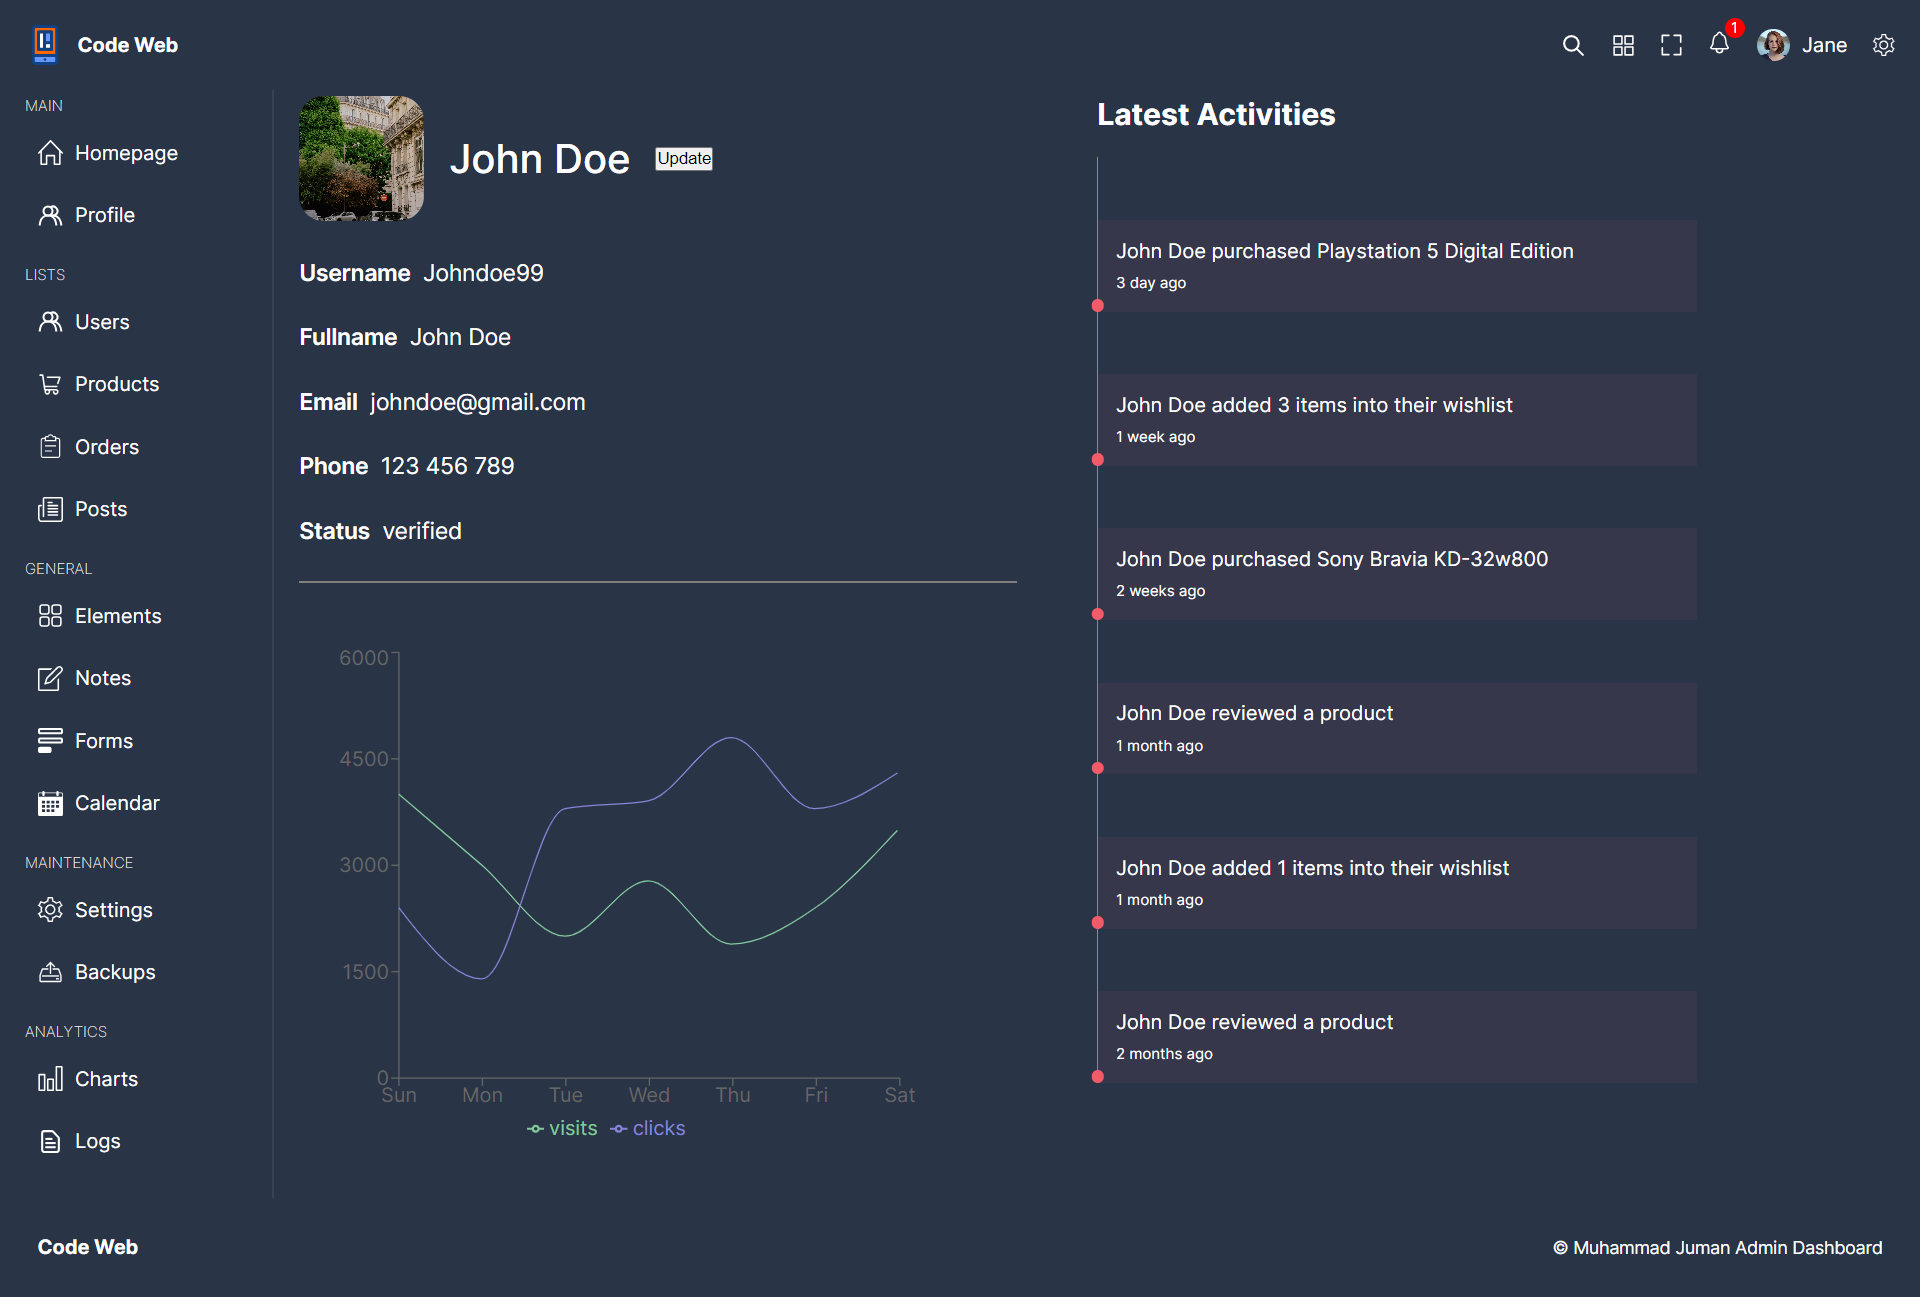 Code Web
1
Jane
MAIN
Homepage
Profile
LISTS
Users
Products
Orders
Posts
GENERAL
Elements
Notes
Forms
Calendar
MAINTENANCE
Settings
Backups
ANALYTICS
Charts
Logs
John Doe
Update
Username Johndoe99
Fullname John Doe
Email johndoe@gmail.com
Phone 123 456 789
Status verified
6000
4500
3000
1500
0
Sun Mon Tue Wed Thu Fri Sat
visits clicks
Latest Activities
John Doe purchased Playstation 5 Digital Edition
3 day ago
John Doe added 3 items into their wishlist
1 week ago
John Doe purchased Sony Bravia KD-32w800
2 weeks ago
John Doe reviewed a product
1 month ago
John Doe added 1 items into their wishlist
1 month ago
John Doe reviewed a product
2 months ago
Code Web
© Muhammad Juman Admin Dashboard